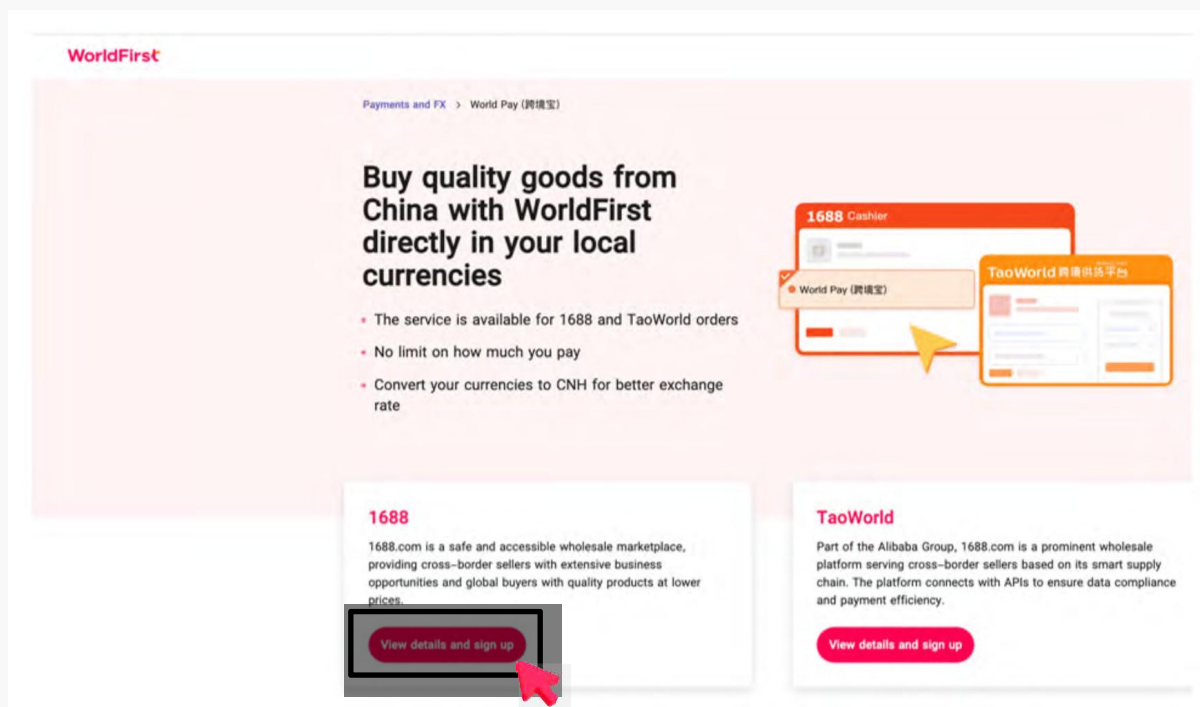 WorldFirst
Payments and FX > World Pay (跨境宝)
Buy quality goods from
China with WorldFirst
directly in your local
currencies
• The service is available for 1688 and TaoWorld orders
• No limit on how much you pay
• Convert your currencies to CNH for better exchange
rate
1688 Cashier
World Pay (跨境宝)
TaoWorld 跨境供货平台
1688
1688.com is a safe and accessible wholesale marketplace,
providing cross-border sellers with extensive business
opportunities and global buyers with quality products at lower
prices.
View details and sign up
TaoWorld
Part of the Alibaba Group, 1688.com is a prominent wholesale
platform serving cross-border sellers based on its smart supply
chain. The platform connects with APIs to ensure data compliance
and payment efficiency.
View details and sign up